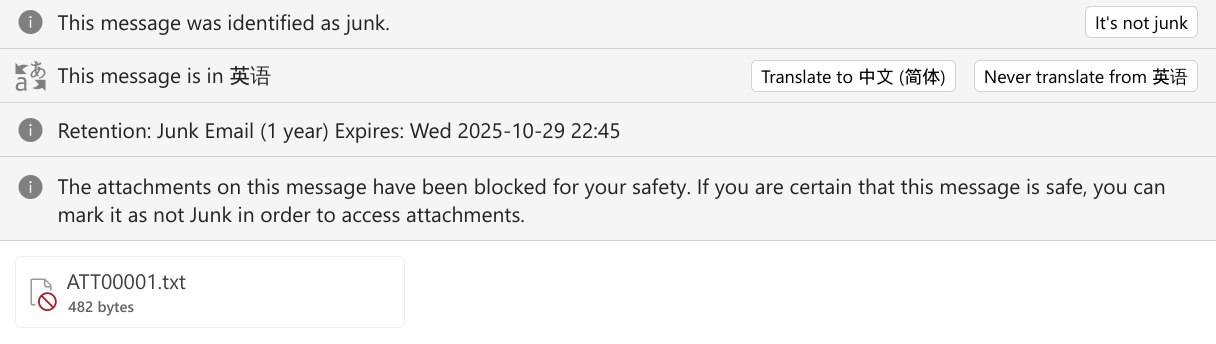 This message was identified as junk.
It's not junk
This message is in 英语
Translate to 中文 (简体)
Never translate from 英语
Retention: Junk Email (1 year) Expires: Wed 2025-10-29 22:45
The attachments on this message have been blocked for your safety. If you are certain that this message is safe, you can
mark it as not Junk in order to access attachments.
ATT00001.txt
482 bytes